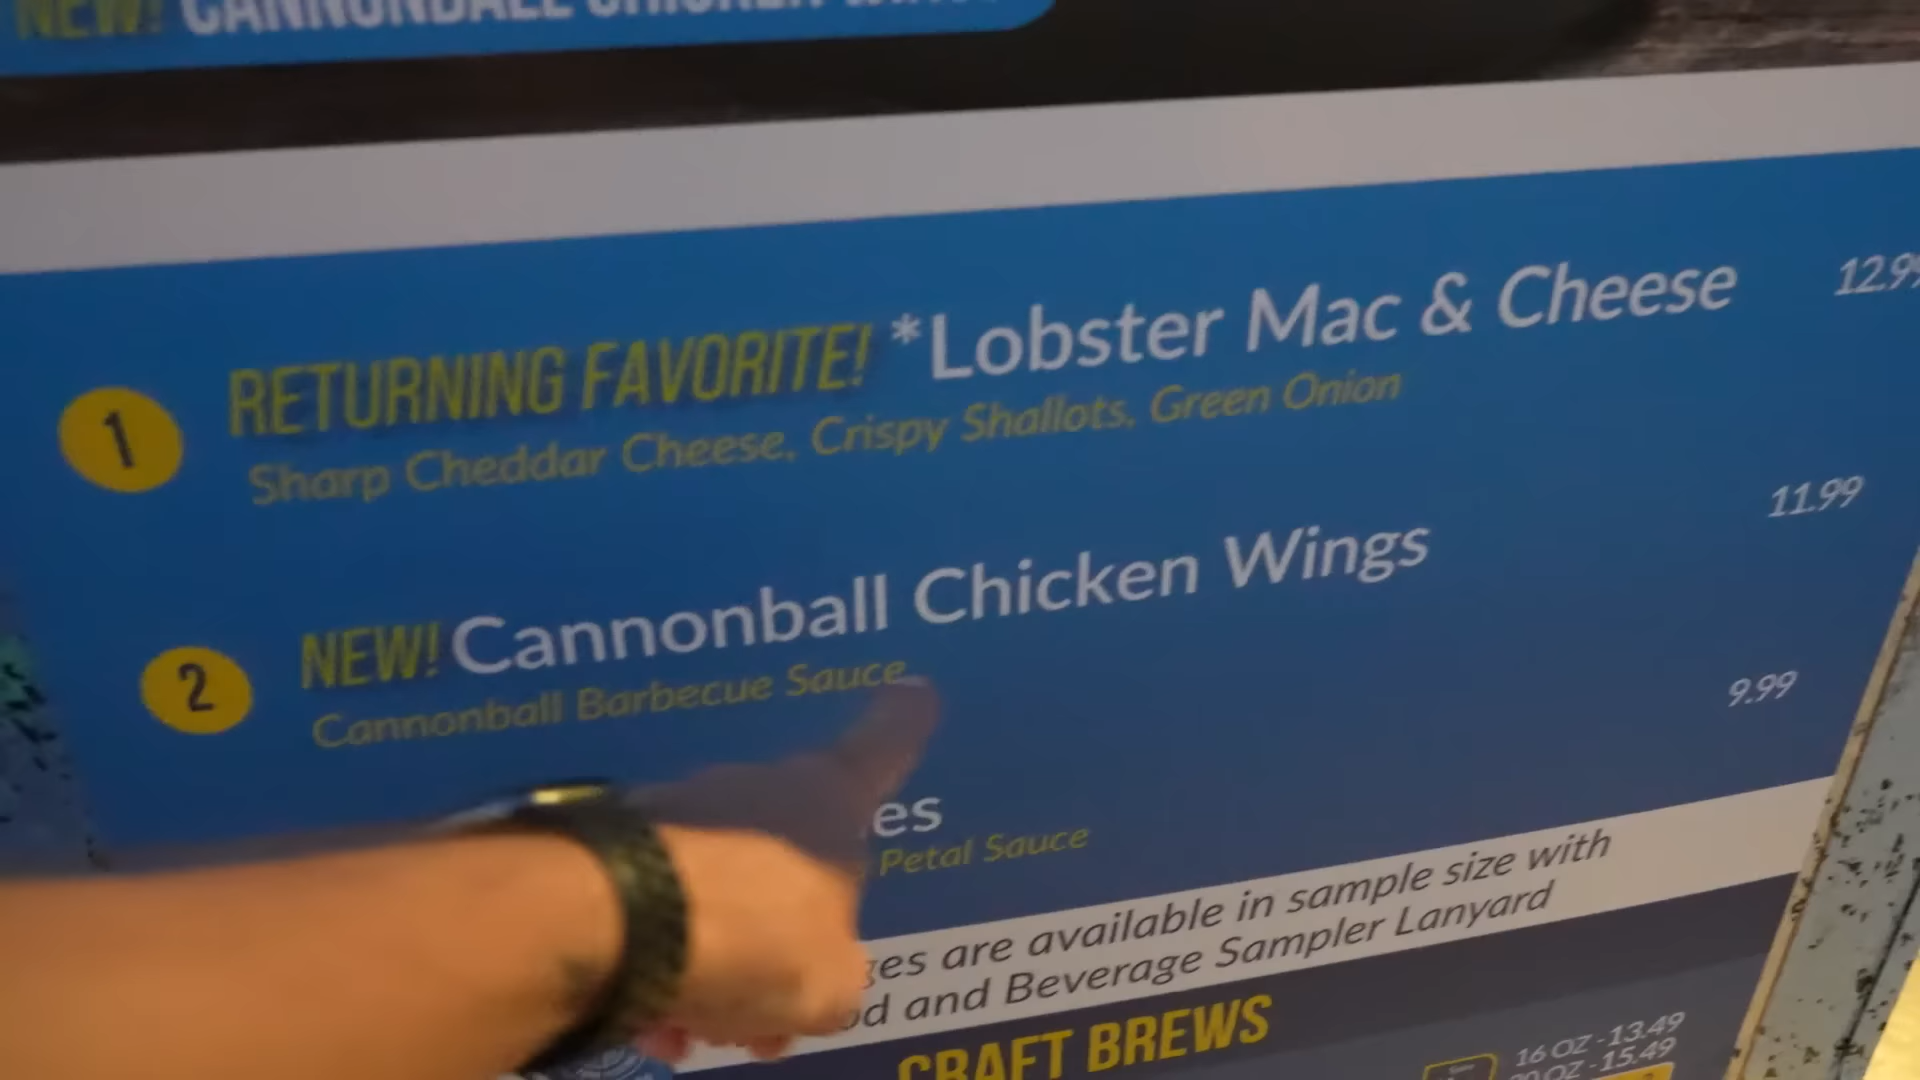 NEW! CANNONBALL CHICKEN WINGS
1 RETURNING FAVORITE! *Lobster Mac & Cheese 12.99
Sharp Cheddar Cheese, Crispy Shallots, Green Onion
2 NEW! Cannonball Chicken Wings 11.99
Cannonball Barbecue Sauce
es 9.99
Petal Sauce
ges are available in sample size with
od and Beverage Sampler Lanyard
CRAFT BREWS
16 OZ - 13.49
20 OZ - 15.49